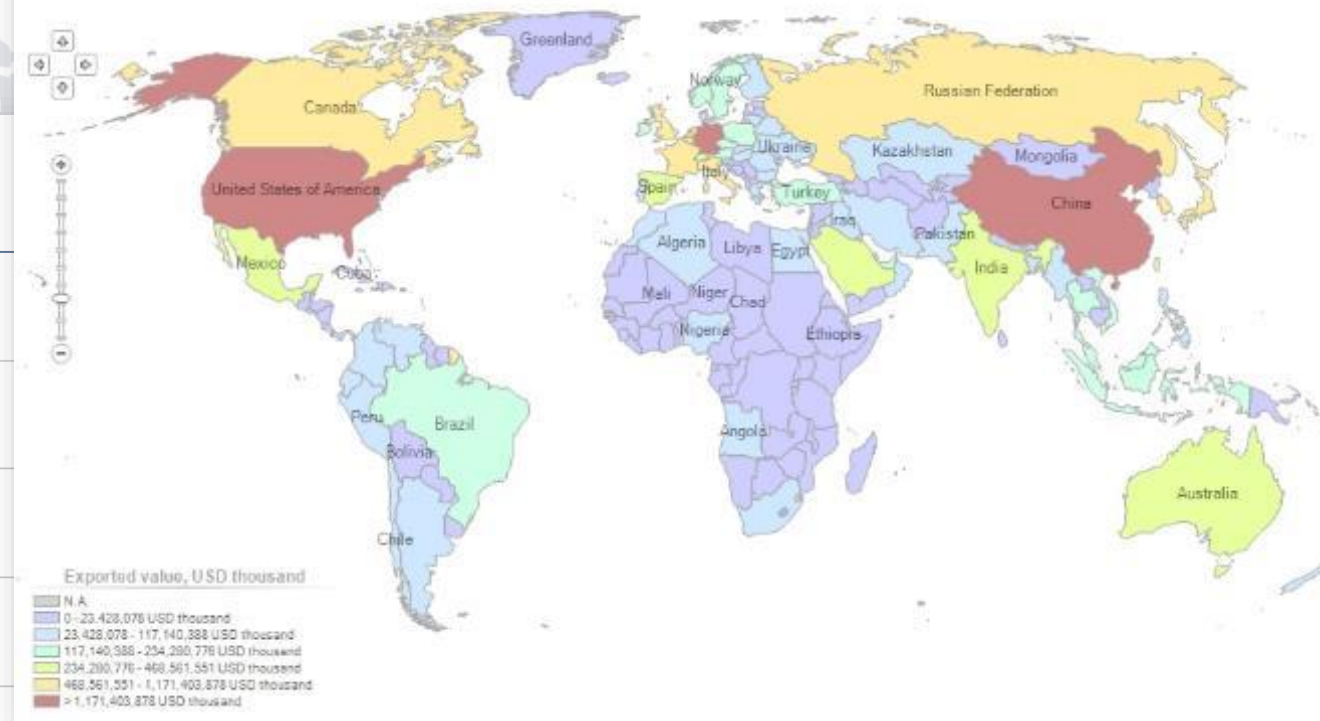 Greenland
Norway
Russian Federation
Canada
Ukraine
Kazakhstan
Mongolia
Italy
United States of America
Spain
Turkey
China
Iraq
Pakistan
Algeria
Libya
Egypt
India
Mexico
Cuba
Mali
Niger
Chad
Nigeria
Ethiopia
Peru
Brazil
Angola
Bolivia
Australia
Chile
Exported value, USD thousand
N.A.
0 - 23,428,078 USD thousand
23,428,078 - 117,140,388 USD thousand
117,140,388 - 234,280,776 USD thousand
234,280,776 - 468,561,551 USD thousand
468,561,551 - 1,171,403,878 USD thousand
> 1,171,403,878 USD thousand